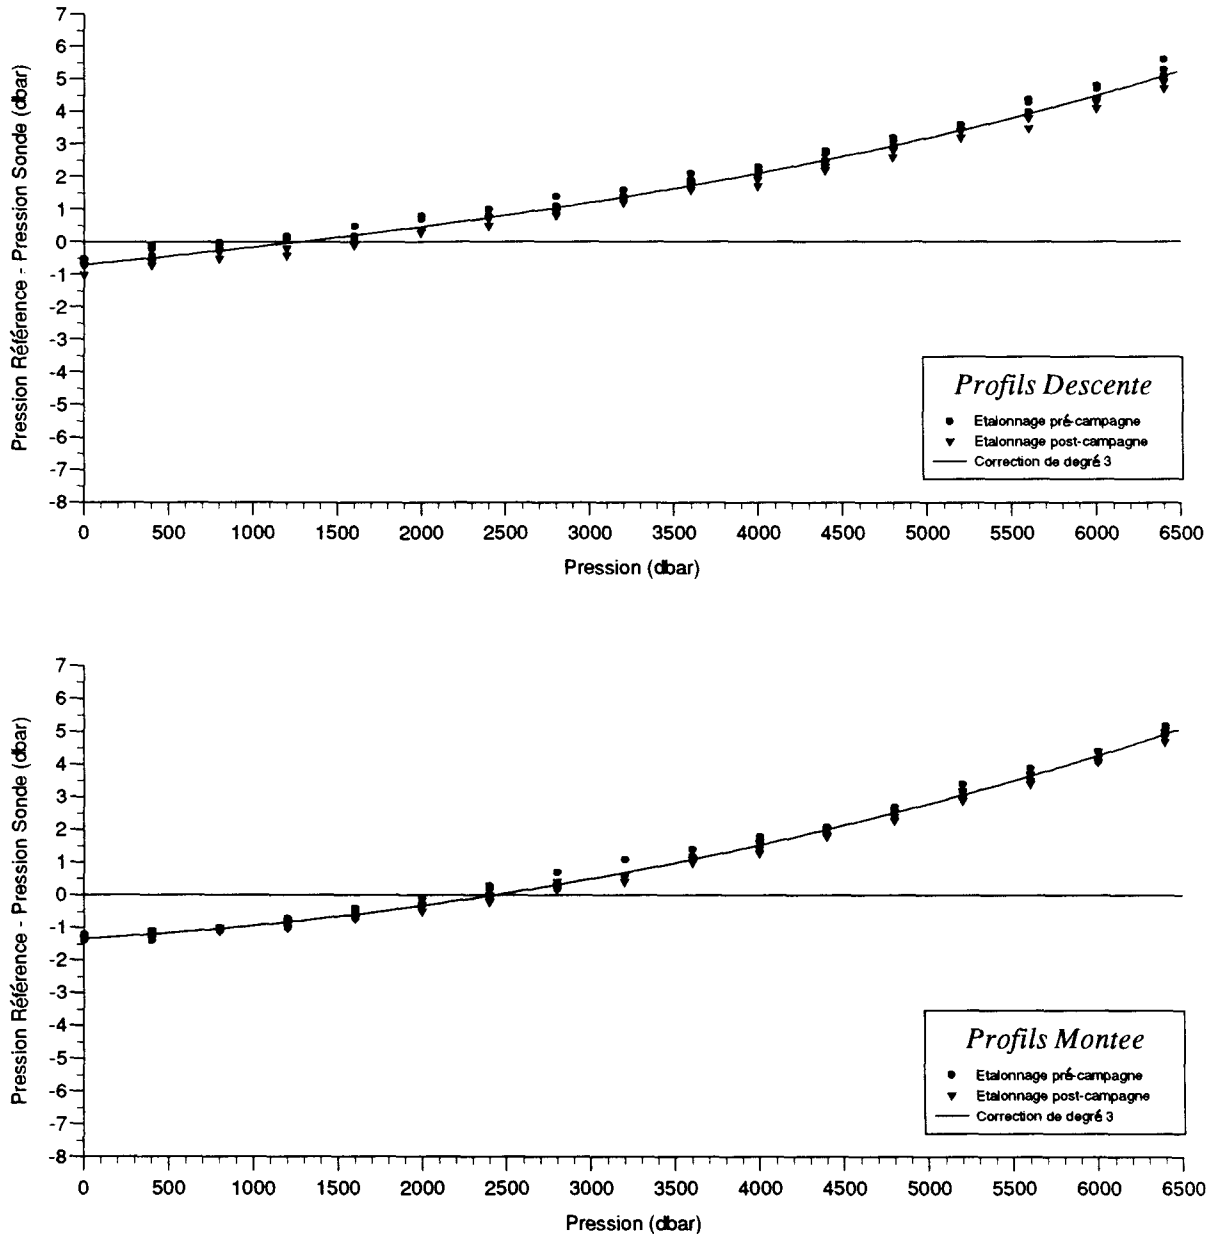 7
6
5
4
3
2
1
0
-1
-2
-3
-4
-5
-6
-7
-8
Pression Référence - Pression Sonde (dbar)
Profils Descente
Etalonnage pré-campagne
Etalonnage post-campagne
Correction de degré 3
0 500 1000 1500 2000 2500 3000 3500 4000 4500 5000 5500 6000 6500
Pression (dbar)
7
6
5
4
3
2
1
0
-1
-2
-3
-4
-5
-6
-7
-8
Pression Référence - Pression Sonde (dbar)
Profils Montee
Etalonnage pré-campagne
Etalonnage post-campagne
Correction de degré 3
0 500 1000 1500 2000 2500 3000 3500 4000 4500 5000 5500 6000 6500
Pression (dbar)